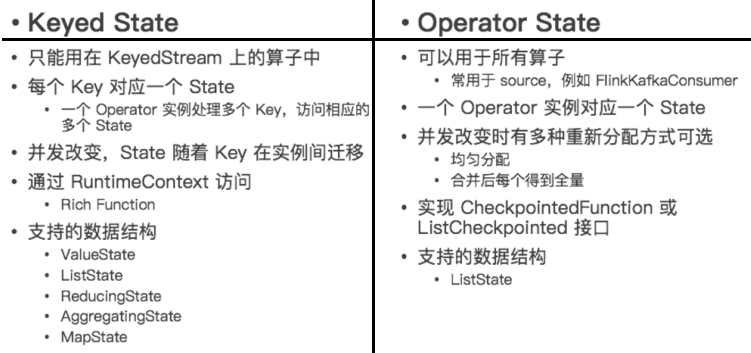 • Keyed State
• 只能用在 KeyedStream 上的算子中
• 每个 Key 对应一个 State
• 一个 Operator 实例处理多个 Key，访问相应的
多个 State
• 并发改变，State 随着 Key 在实例间迁移
• 通过 RuntimeContext 访问
• Rich Function
• 支持的数据结构
• ValueState
• ListState
• ReducingState
• AggregatingState
• MapState
• Operator State
• 可以用于所有算子
• 常用于 source，例如 FlinkKafkaConsumer
• 一个 Operator 实例对应一个 State
• 并发改变时有多种重新分配方式可选
• 均匀分配
• 合并后每个得到全量
• 实现 CheckpointedFunction 或
ListCheckpointed 接口
• 支持的数据结构
• ListState